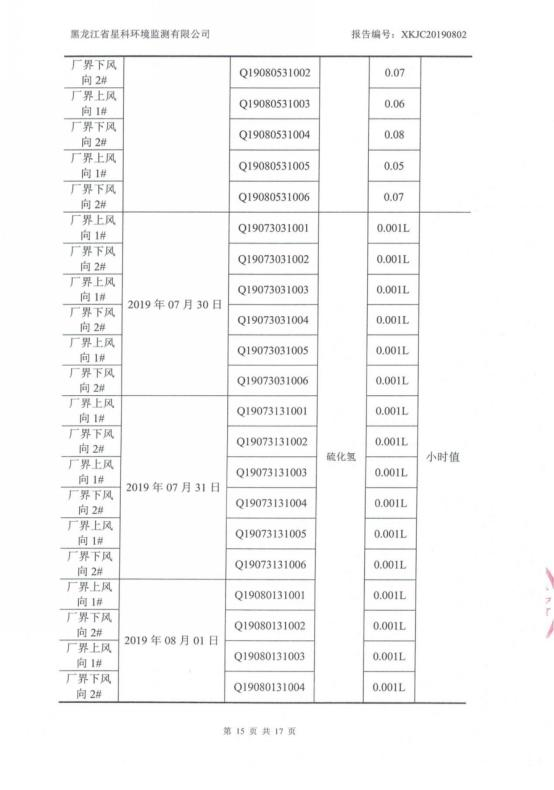 黑龙江省星科环境监测有限公司 报告编号：XKJC20190802
厂界下风向 2# Q19080531002 0.07
厂界上风向 1# Q19080531003 0.06
厂界下风向 2# Q19080531004 0.08
厂界上风向 1# Q19080531005 0.05
厂界下风向 2# Q19080531006 0.07
厂界上风向 1# Q19073031001 0.001L
厂界下风向 2# Q19073031002 0.001L
厂界上风向 1# Q19073031003 0.001L
2019 年 07 月 30 日
厂界下风向 2# Q19073031004 0.001L
厂界上风向 1# Q19073031005 0.001L
厂界下风向 2# Q19073031006 0.001L
厂界上风向 1# Q19073131001 0.001L
厂界下风向 2# Q19073131002 0.001L
硫化氢 小时值
厂界上风向 1# Q19073131003 0.001L
2019 年 07 月 31 日
厂界下风向 2# Q19073131004 0.001L
厂界上风向 1# Q19073131005 0.001L
厂界下风向 2# Q19073131006 0.001L
厂界上风向 1# Q19080131001 0.001L
厂界下风向 2# Q19080131002 0.001L
2019 年 08 月 01 日
厂界上风向 1# Q19080131003 0.001L
厂界下风向 2# Q19080131004 0.001L
第 15 页 共 17 页